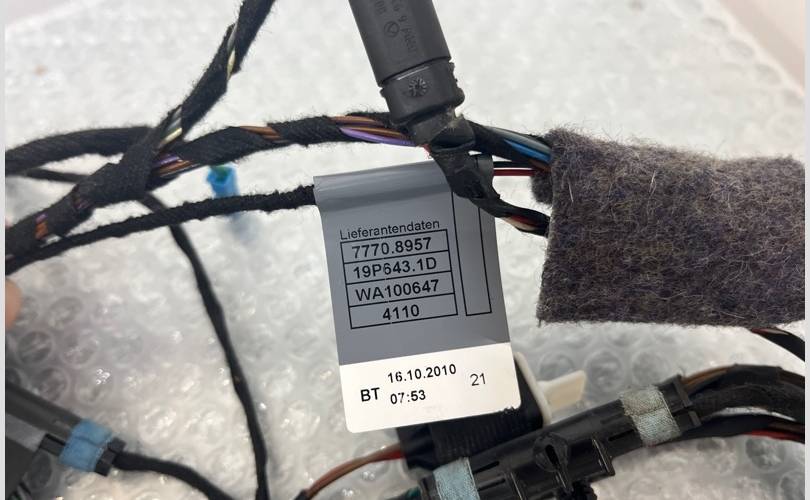 Lieferantendaten
7770.8957
19P643.1D
WA100647
4110
BT 16.10.2010 21
07:53